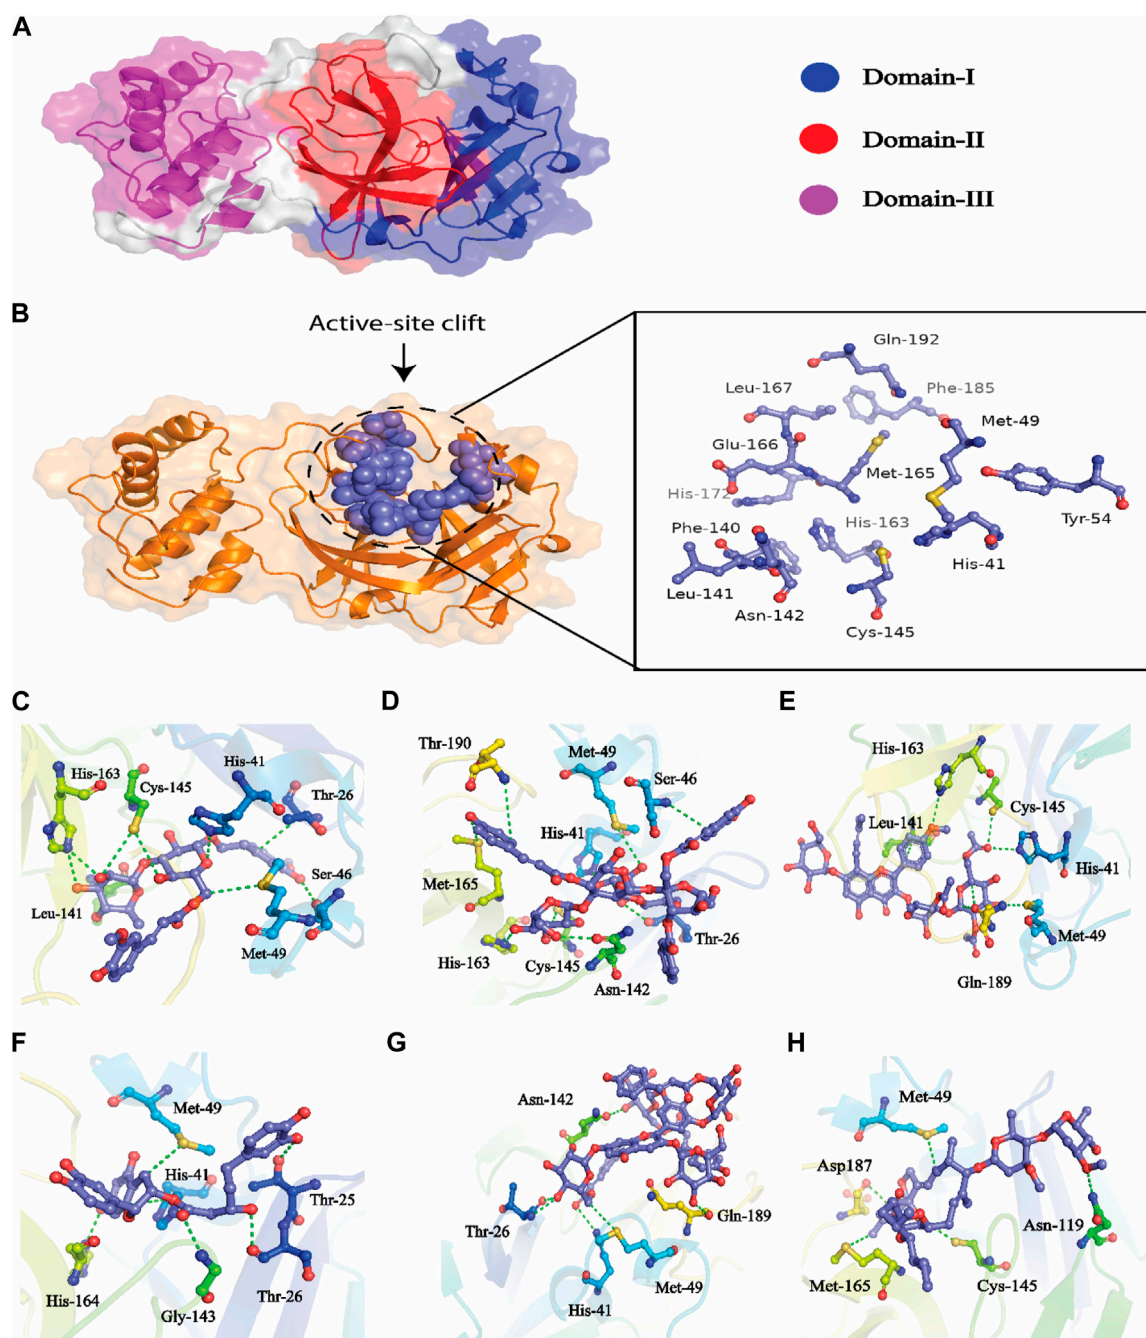 A
Domain-I
Domain-II
Domain-III
B
Active-site clift
Gln-192
Leu-167
Phe-185
Met-49
Glu-166
Met-165
His-172
Tyr-54
Phe-140
His-163
His-41
Leu-141
Asn-142
Cys-145
C
His-163
Cys-145
His-41
Thr-26
Leu-141
Ser-46
Met-49
D
Thr-190
Met-49
Ser-46
His-41
Met-165
His-163
Cys-145
Thr-26
Asn-142
E
His-163
Cys-145
Leu-141
His-41
Met-49
Gln-189
F
Met-49
His-41
Thr-25
His-164
Gly-143
Thr-26
G
Asn-142
Thr-26
Gln-189
Met-49
His-41
H
Met-49
Asp187
Asn-119
Met-165
Cys-145